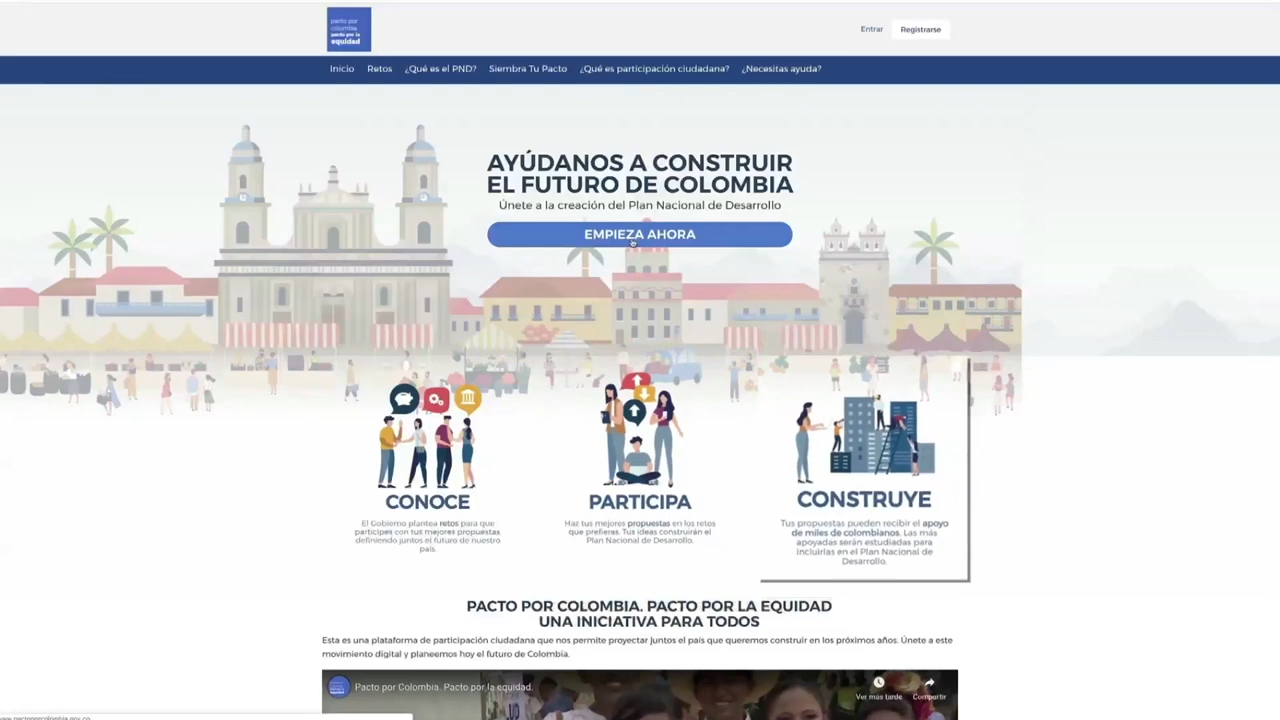 pacto por
colombia
pacto por la
equidad
Entrar
Registrarse
Inicio
Retos
¿Qué es el PND?
Siembra Tu Pacto
¿Qué es participación ciudadana?
¿Necesitas ayuda?
AYÚDANOS A CONSTRUIR
EL FUTURO DE COLOMBIA
Únete a la creación del Plan Nacional de Desarrollo
EMPIEZA AHORA
CONOCE
El Gobierno plantea retos para que
participes con tus mejores propuestas,
definiendo juntos el futuro de nuestro
país.
PARTICIPA
Haz tus mejores propuestas en los retos
que prefieras. Tus ideas construirán el
Plan Nacional de Desarrollo.
CONSTRUYE
Tus propuestas pueden recibir el apoyo
de miles de colombianos. Las más
apoyadas serán estudiadas para
incluirlas en el Plan Nacional de
Desarrollo.
PACTO POR COLOMBIA. PACTO POR LA EQUIDAD
UNA INICIATIVA PARA TODOS
Esta es una plataforma de participación ciudadana que nos permite proyectar juntos el país que queremos construir en los próximos años. Únete a este
movimiento digital y planeemos hoy el futuro de Colombia.
Pacto por Colombia. Pacto por la equidad.
Ver más tarde
Compartir